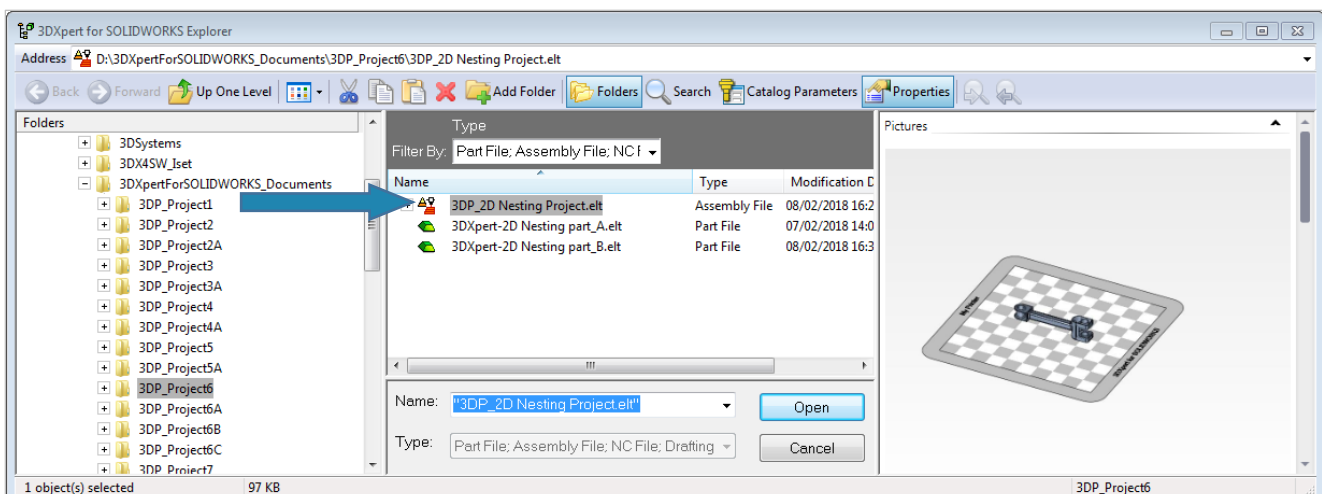 3DXpert for SOLIDWORKS Explorer
Address D:\3DXpertForSOLIDWORKS_Documents\3DP_Project6\3DP_2D Nesting Project.elt
Back Forward Up One Level Add Folder Folders Search Catalog Parameters Properties
Folders
3DSystems
3DX4SW_Iset
3DXpertForSOLIDWORKS_Documents
3DP_Project1
3DP_Project2
3DP_Project2A
3DP_Project3
3DP_Project3A
3DP_Project4
3DP_Project4A
3DP_Project5
3DP_Project5A
3DP_Project6
3DP_Project6A
3DP_Project6B
3DP_Project6C
3DP_Project7
Type
Filter By: Part File; Assembly File; NC F
Name Type Modification D
3DP_2D Nesting Project.elt Assembly File 08/02/2018 16:2
3DXpert-2D Nesting part_A.elt Part File 07/02/2018 14:0
3DXpert-2D Nesting part_B.elt Part File 08/02/2018 16:3
Name: "3DP_2D Nesting Project.elt" Open
Type: Part File; Assembly File; NC File; Drafting Cancel
Pictures
My Printer
3DXpert for SOLIDWORKS
1 object(s) selected 97 KB 3DP_Project6